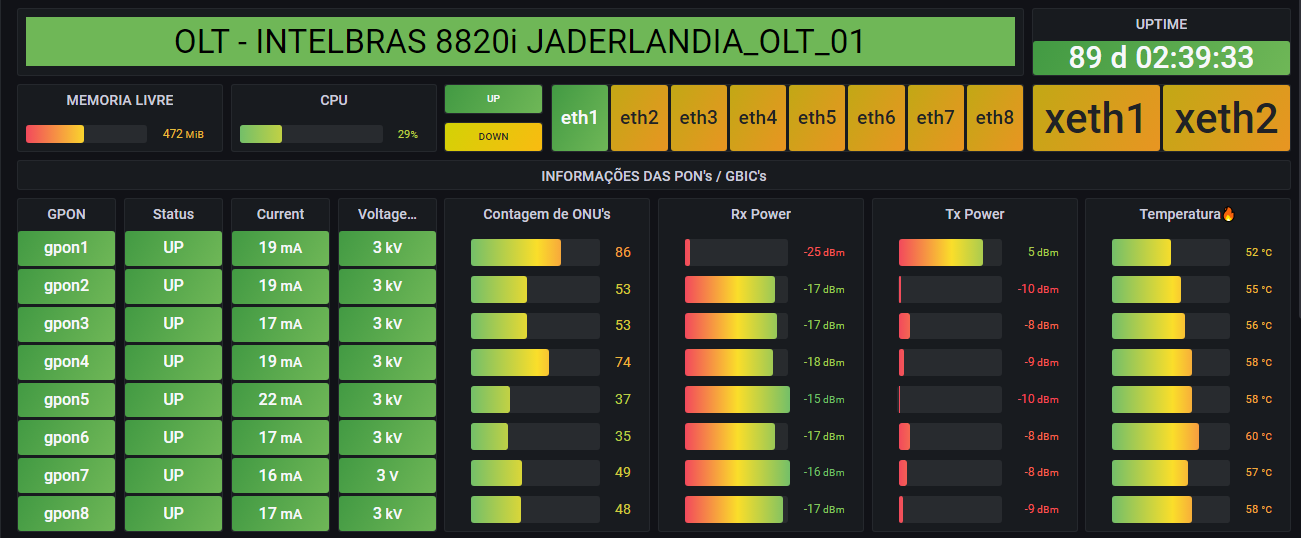 OLT - INTELBRAS 8820i JADERLANDIA_OLT_01
UPTIME
89 d 02:39:33
MEMORIA LIVRE
472 MiB
CPU
29%
UP
DOWN
eth1 eth2 eth3 eth4 eth5 eth6 eth7 eth8 xeth1 xeth2
INFORMAÇÕES DAS PON's / GBIC's
GPON Status Current Voltage... Contagem de ONU's Rx Power Tx Power Temperatura🔥
gpon1 UP 19 mA 3 kV 86 -25 dBm 5 dBm 52 °C
gpon2 UP 19 mA 3 kV 53 -17 dBm -10 dBm 55 °C
gpon3 UP 17 mA 3 kV 53 -17 dBm -8 dBm 56 °C
gpon4 UP 19 mA 3 kV 74 -18 dBm -9 dBm 58 °C
gpon5 UP 22 mA 3 kV 37 -15 dBm -10 dBm 58 °C
gpon6 UP 17 mA 3 kV 35 -17 dBm -8 dBm 60 °C
gpon7 UP 16 mA 3 V 49 -16 dBm -8 dBm 57 °C
gpon8 UP 17 mA 3 kV 48 -17 dBm -9 dBm 58 °C